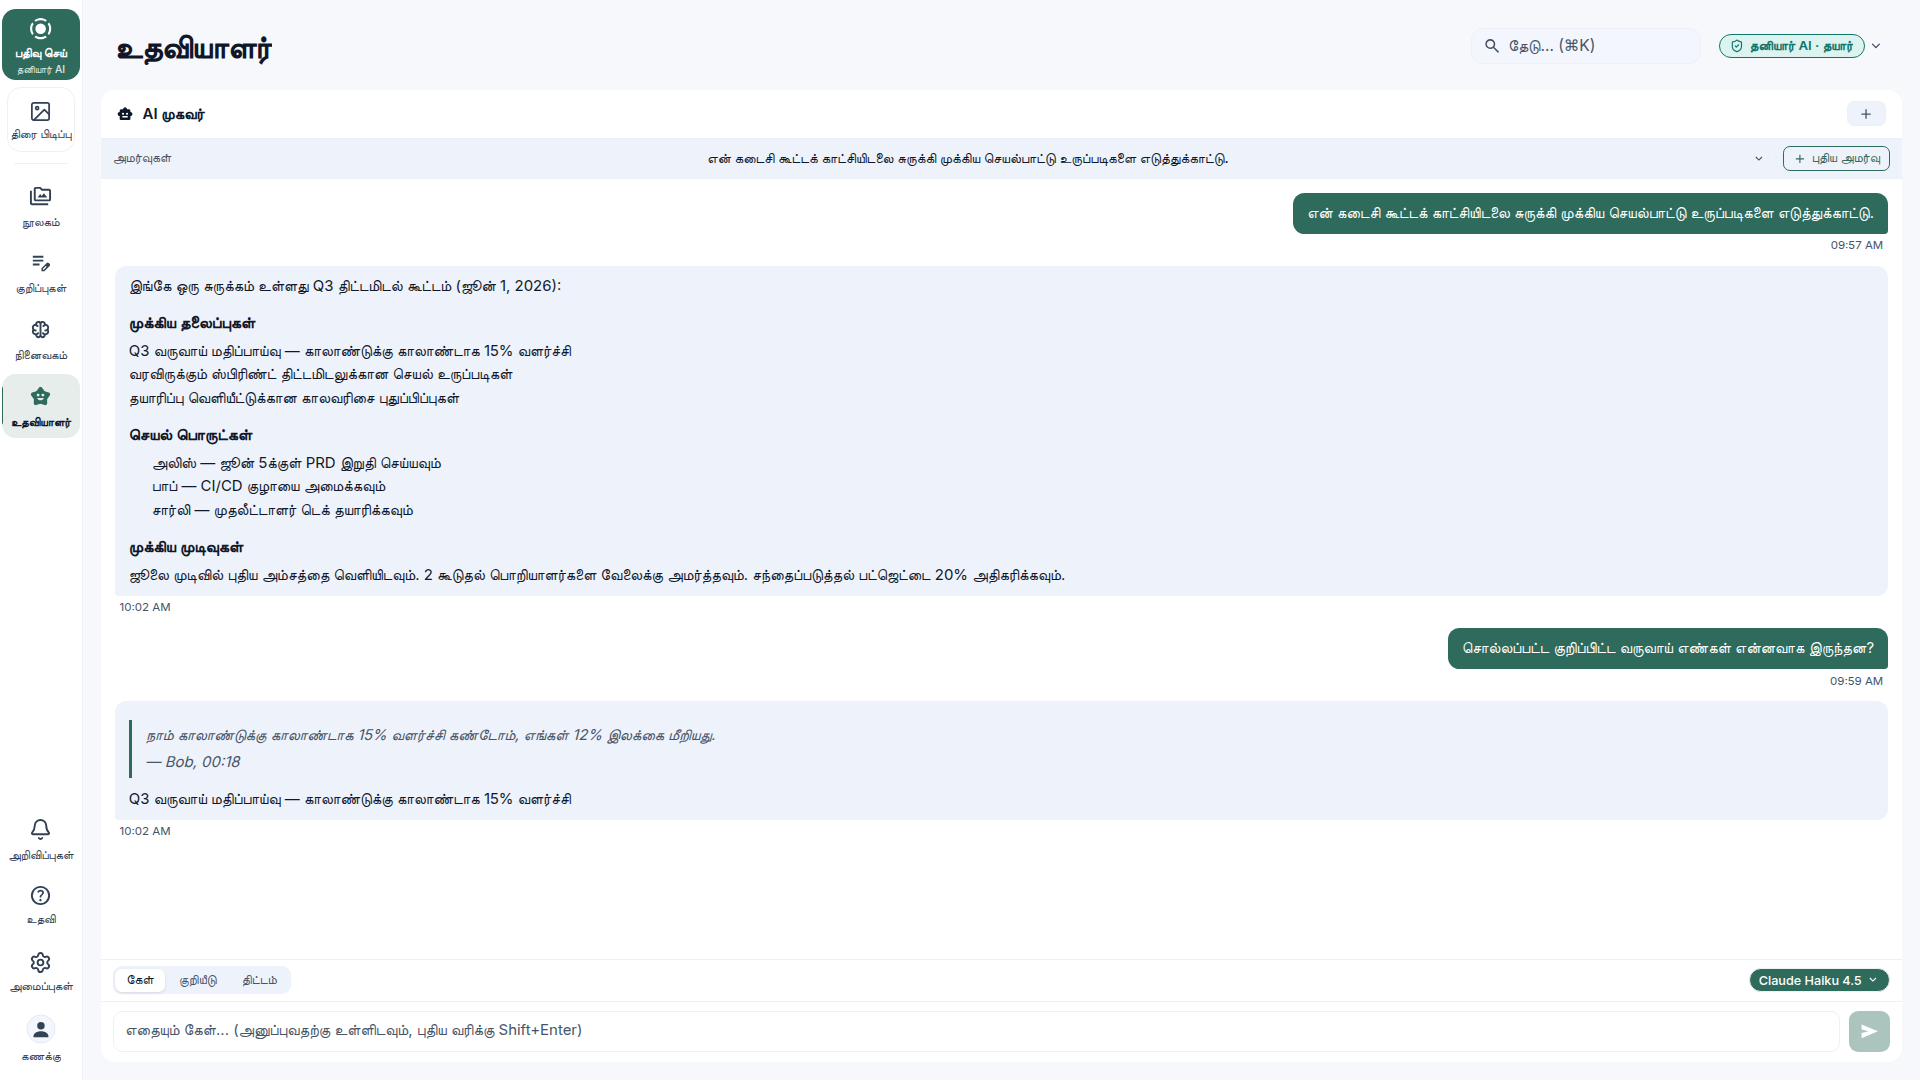 பதிவு செய்
தனியார் AI
திரை பிடிப்பு
நூலகம்
குறிப்புகள்
நினைவகம்
உதவியாளர்
அறிவிப்புகள்
உதவி
அமைப்புகள்
கணக்கு
உதவியாளர்
தேடு... (⌘K)
தனியார் AI · தயார்
AI முகவர்
அமர்வுகள்
என் கடைசி கூட்டக் காட்சியிடலை சுருக்கி முக்கிய செயல்பாட்டு உருப்படிகளை எடுத்துக்காட்டு.
புதிய அமர்வு
என் கடைசி கூட்டக் காட்சியிடலை சுருக்கி முக்கிய செயல்பாட்டு உருப்படிகளை எடுத்துக்காட்டு.
09:57 AM
இங்கே ஒரு சுருக்கம் உள்ளது Q3 திட்டமிடல் கூட்டம் (ஜூன் 1, 2026):
முக்கிய தலைப்புகள்
Q3 வருவாய் மதிப்பாய்வு — காலாண்டுக்கு காலாண்டாக 15% வளர்ச்சி
வரவிருக்கும் ஸ்பிரிண்ட் திட்டமிடலுக்கான செயல் உருப்படிகள்
தயாரிப்பு வெளியீட்டுக்கான காலவரிசை புதுப்பிப்புகள்
செயல் பொருட்கள்
அலிஸ் — ஜூன் 5க்குள் PRD இறுதி செய்யவும்
பாப் — CI/CD குழாயை அமைக்கவும்
சார்லி — முதலீட்டாளர் டெக் தயாரிக்கவும்
முக்கிய முடிவுகள்
ஜூலை முடிவில் புதிய அம்சத்தை வெளியிடவும். 2 கூடுதல் பொறியாளர்களை வேலைக்கு அமர்த்தவும். சந்தைப்படுத்தல் பட்ஜெட்டை 20% அதிகரிக்கவும்.
10:02 AM
சொல்லப்பட்ட குறிப்பிட்ட வருவாய் எண்கள் என்னவாக இருந்தன?
09:59 AM
நாம் காலாண்டுக்கு காலாண்டாக 15% வளர்ச்சி கண்டோம், எங்கள் 12% இலக்கை மீறியது.
— Bob, 00:18
Q3 வருவாய் மதிப்பாய்வு — காலாண்டுக்கு காலாண்டாக 15% வளர்ச்சி
10:02 AM
கேள்
குறியீடு
திட்டம்
Claude Haiku 4.5
எதையும் கேள்... (அனுப்புவதற்கு உள்ளிடவும், புதிய வரிக்கு Shift+Enter)